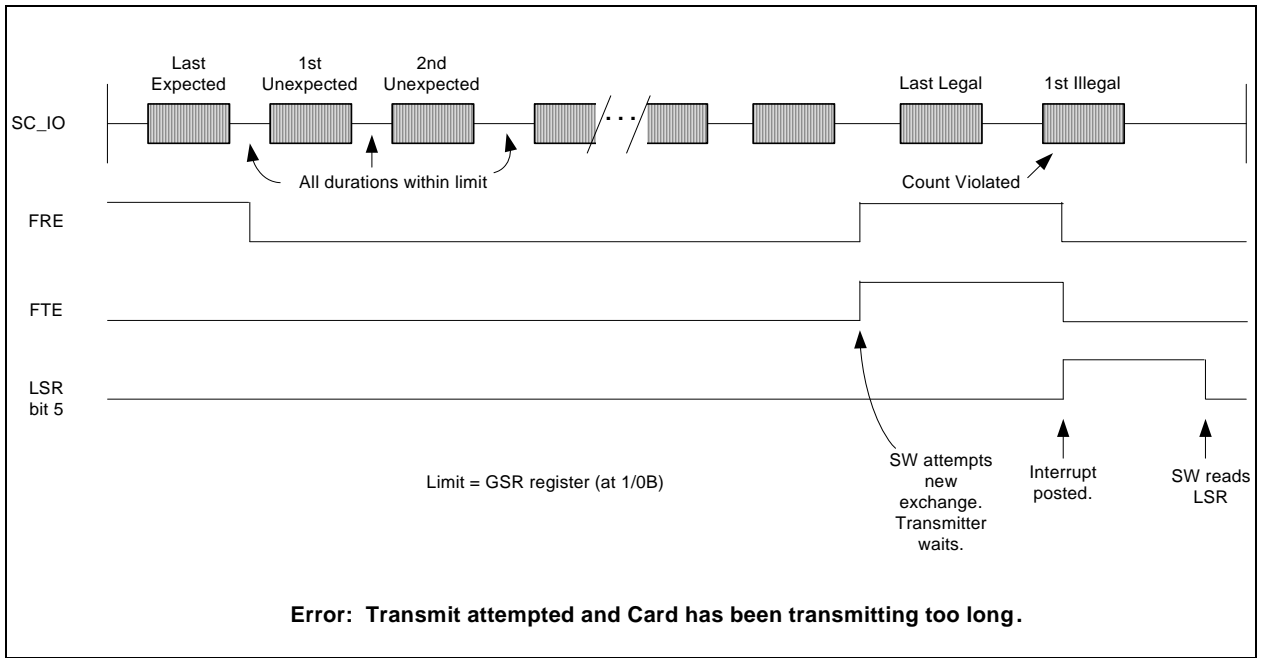 Last
Expected
1st
Unexpected
2nd
Unexpected
Last Legal
1st Illegal
SC_IO
. . .
All durations within limit
Count Violated
FRE
FTE
LSR
bit 5
SW attempts
new
exchange.
Transmitter
waits.
Interrupt
posted.
SW reads
LSR
Limit = GSR register (at 1/0B)
Error: Transmit attempted and Card has been transmitting too long.